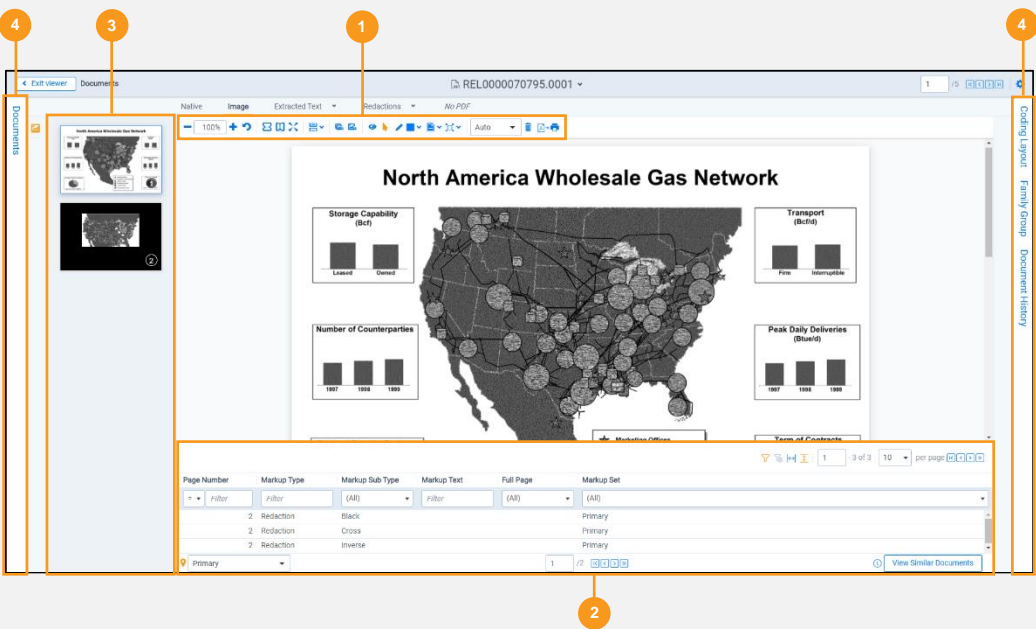 4
3
1
4
Exit viewer Documents REL0000070795.0001 1 /5
Native Image Extracted Text Redactions No PDF
100% Auto
Documents
2
North America Wholesale Gas Network
Storage Capability
(Bcf)
Leased Owned
Transport
(Bcf/d)
Firm Interruptible
Number of Counterparties
1997 1998 1999
Peak Daily Deliveries
(Btue/d)
1997 1998 1999
Marketing Offices
Term of Contracts
Coding Layout Family Group Document History
1 3 of 3 10 per page
Page Number Markup Type Markup Sub Type Markup Text Full Page Markup Set
= Filter Filter (All) Filter (All) (All)
2 Redaction Black Primary
2 Redaction Cross Primary
2 Redaction Inverse Primary
Primary 1 /2 View Similar Documents
2